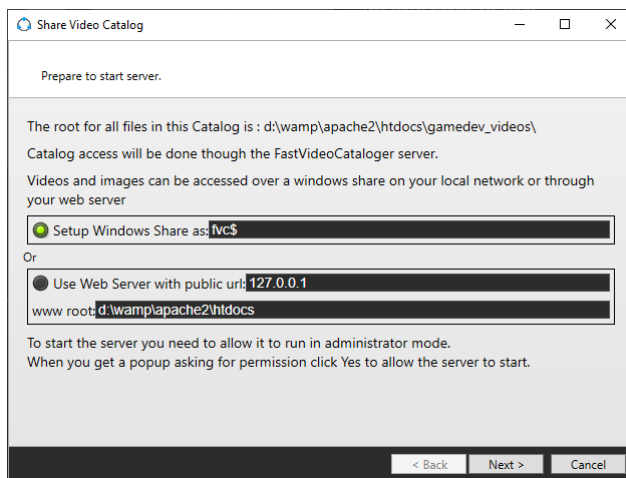 Share Video Catalog
Prepare to start server.
The root for all files in this Catalog is : d:\wamp\apache2\htdocs\gamedev_videos\
Catalog access will be done though the FastVideoCataloger server.
Videos and images can be accessed over a windows share on your local network or through
your web server
Setup Windows Share as: fvc$
Or
Use Web Server with public url: 127.0.0.1
www root: d:\wamp\apache2\htdocs
To start the server you need to allow it to run in administrator mode.
When you get a popup asking for permission click Yes to allow the server to start.
< Back Next > Cancel